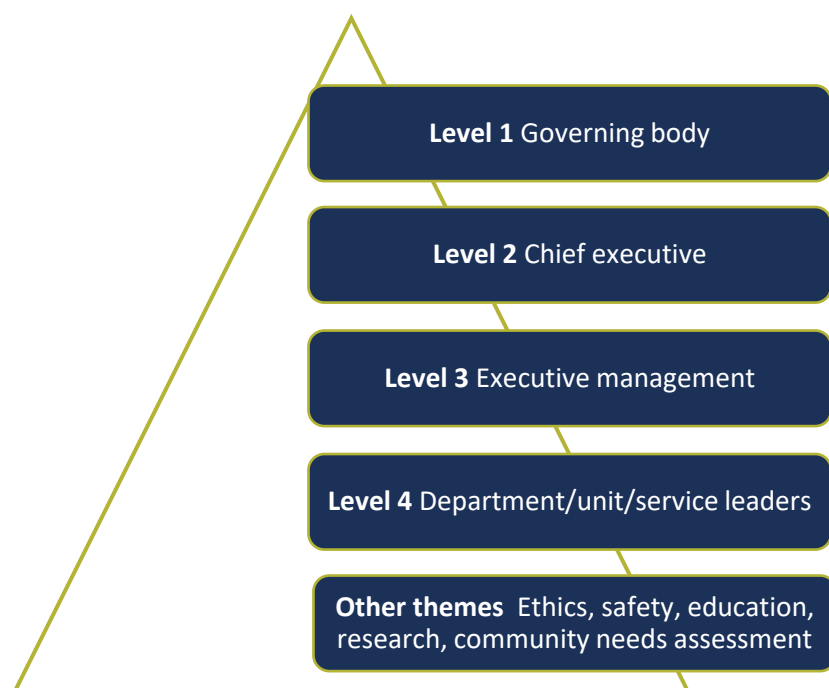 Level 1 Governing body
Level 2 Chief executive
Level 3 Executive management
Level 4 Department/unit/service leaders
Other themes Ethics, safety, education,
research, community needs assessment